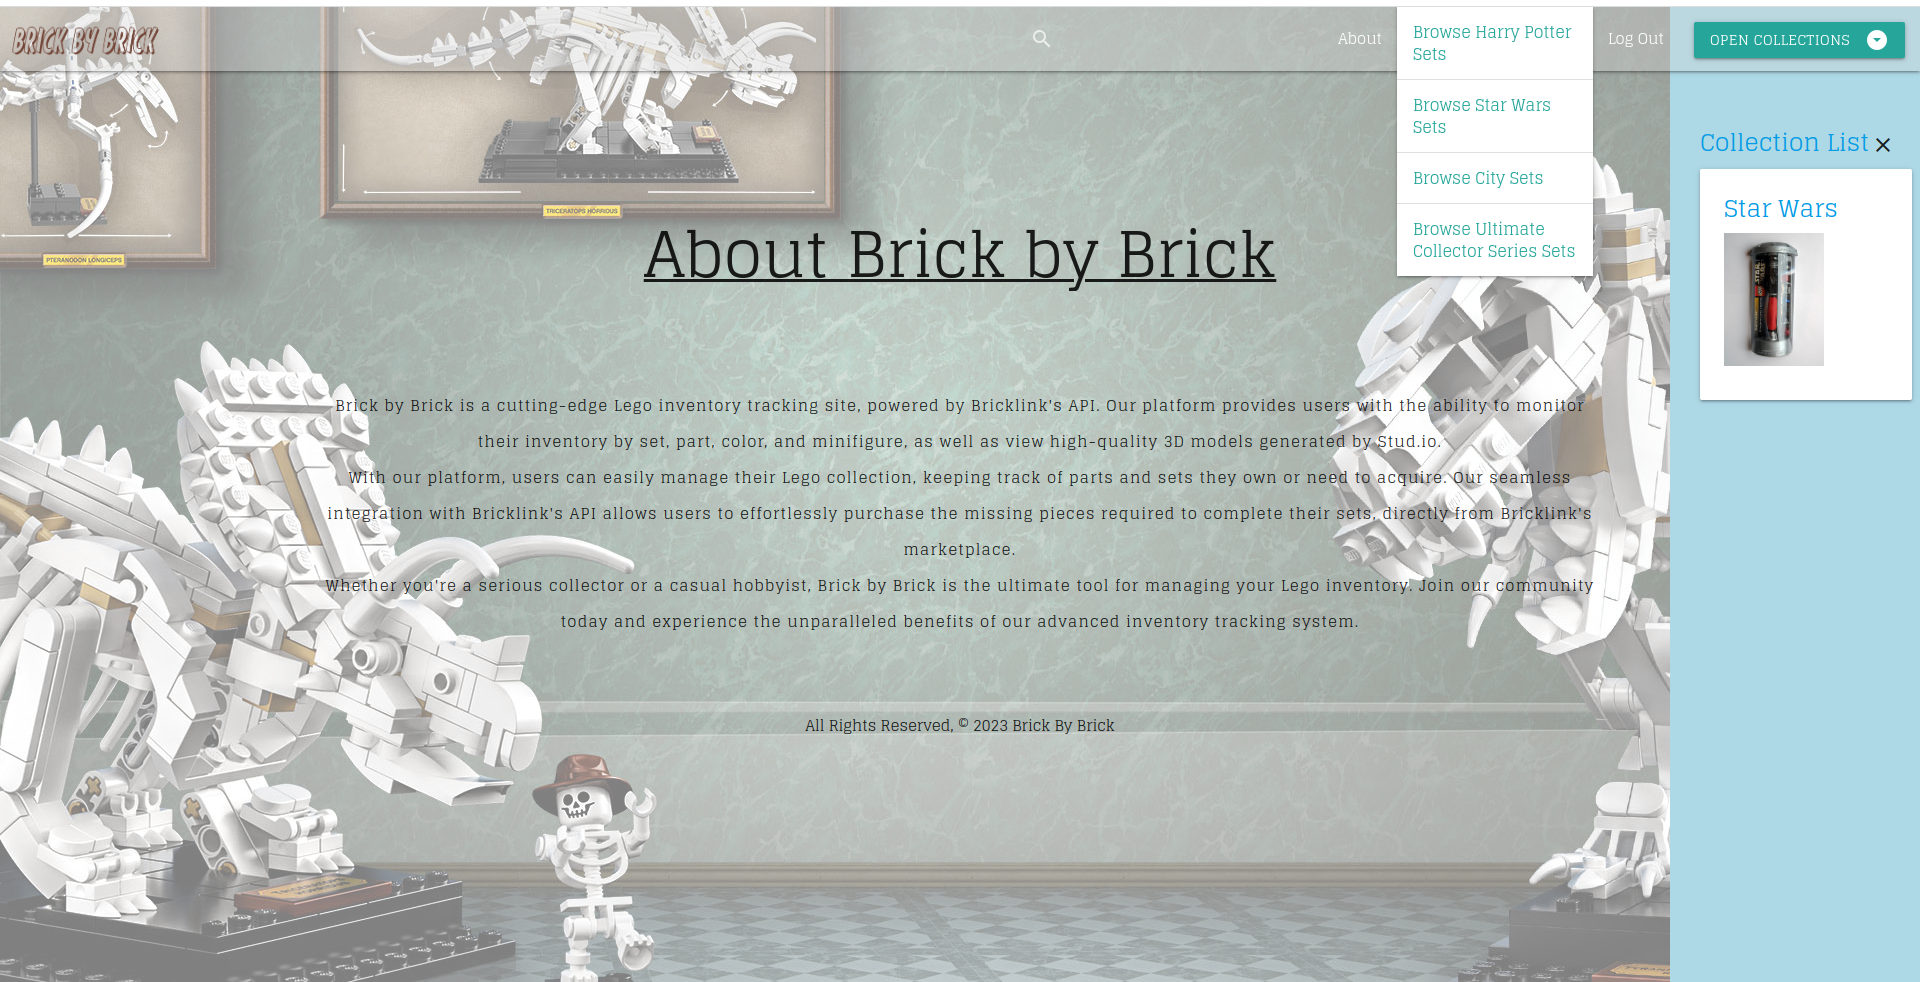 BRICK BY BRICK
About
Log Out
OPEN COLLECTIONS
Browse Harry Potter
Sets
Browse Star Wars
Sets
Browse City Sets
Browse Ultimate
Collector Series Sets
Collection List
Star Wars
TRICERATOPS HORRIDUS
PTERANODON LONGICEPS
About Brick by Brick
Brick by Brick is a cutting-edge Lego inventory tracking site, powered by Bricklink's API. Our platform provides users with the ability to monitor
their inventory by set, part, color, and minifigure, as well as view high-quality 3D models generated by Stud.io.
With our platform, users can easily manage their Lego collection, keeping track of parts and sets they own or need to acquire. Our seamless
integration with Bricklink's API allows users to effortlessly purchase the missing pieces required to complete their sets, directly from Bricklink's
marketplace.
Whether you're a serious collector or a casual hobbyist, Brick by Brick is the ultimate tool for managing your Lego inventory. Join our community
today and experience the unparalleled benefits of our advanced inventory tracking system.
All Rights Reserved, © 2023 Brick By Brick